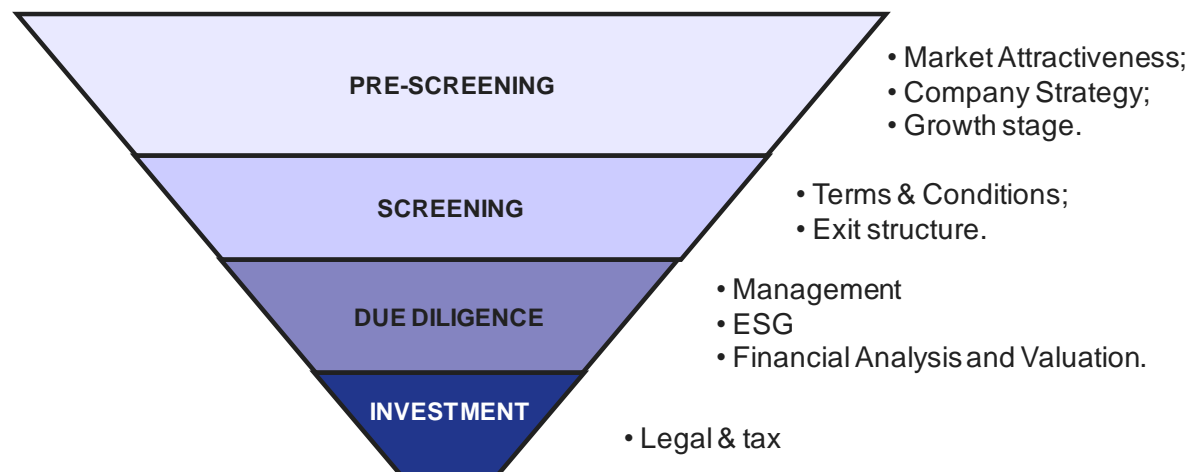 PRE-SCREENING
• Market Attractiveness;
• Company Strategy;
• Growth stage.
SCREENING
• Terms & Conditions;
• Exit structure.
DUE DILIGENCE
• Management
• ESG
• Financial Analysis and Valuation.
INVESTMENT
• Legal & tax